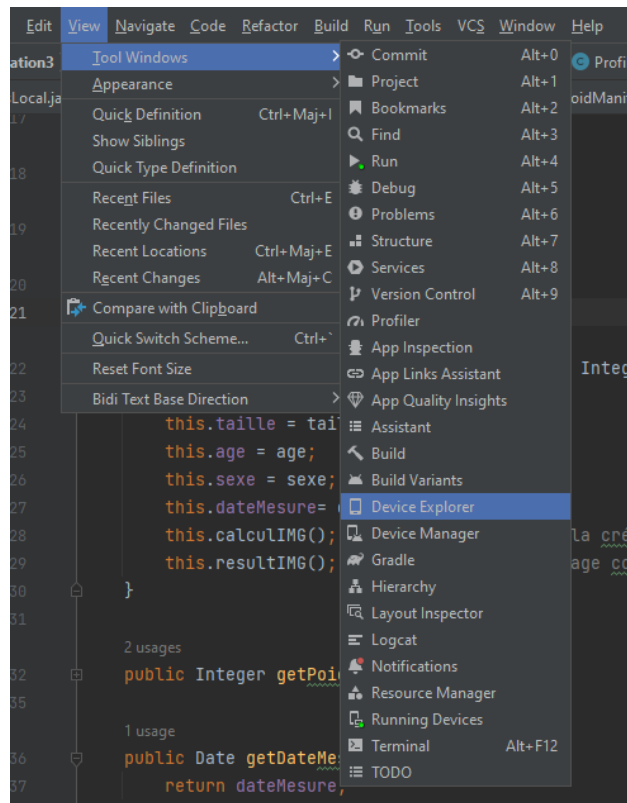 Edit View Navigate Code Refactor Build Run Tools VCS Window Help
ation3
Profi
Local.ja
oidMani
Tool Windows
Appearance
Quick Definition Ctrl+Maj+I
Show Siblings
Quick Type Definition
Recent Files Ctrl+E
Recently Changed Files
Recent Locations Ctrl+Maj+E
Recent Changes Alt+Maj+C
Compare with Clipboard
Quick Switch Scheme... Ctrl+`
Reset Font Size
Bidi Text Base Direction
Commit Alt+0
Project Alt+1
Bookmarks Alt+2
Find Alt+3
Run Alt+4
Debug Alt+5
Problems Alt+6
Structure Alt+7
Services Alt+8
Version Control Alt+9
Profiler
App Inspection
App Links Assistant
App Quality Insights
Assistant
Build
Build Variants
Device Explorer
Device Manager
Gradle
Hierarchy
Layout Inspector
Logcat
Notifications
Resource Manager
Running Devices
Terminal Alt+F12
TODO
17
18
19
20
21
22 Integ
23
24 this.taille = tail
25 this.age = age;
26 this.sexe = sexe;
27 this.dateMesure=
28 this.calculIMG(); la cré
29 this.resultIMG(); age co
30 }
31
2 usages
32 public Integer getPoi
35
1 usage
36 public Date getDateMe
37 return dateMesure;